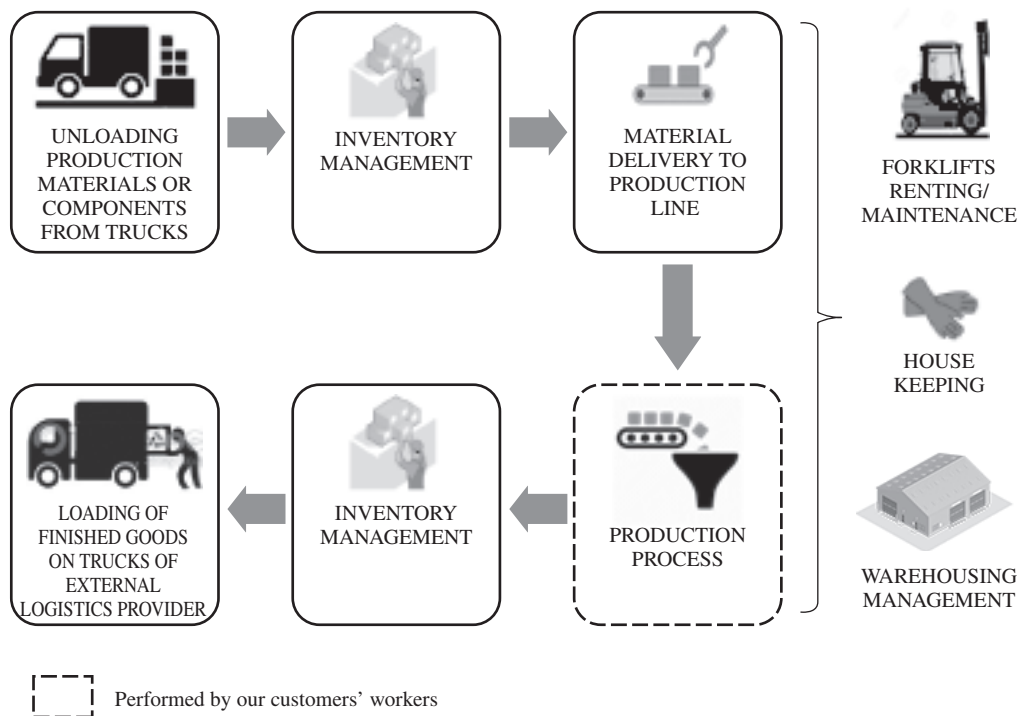 UNLOADING
PRODUCTION
MATERIALS OR
COMPONENTS
FROM TRUCKS
INVENTORY
MANAGEMENT
MATERIAL
DELIVERY TO
PRODUCTION
LINE
FORKLIFTS
RENTING/
MAINTENANCE
HOUSE
KEEPING
LOADING OF
FINISHED GOODS
ON TRUCKS OF
EXTERNAL
LOGISTICS PROVIDER
INVENTORY
MANAGEMENT
PRODUCTION
PROCESS
WAREHOUSING
MANAGEMENT
Performed by our customers’ workers